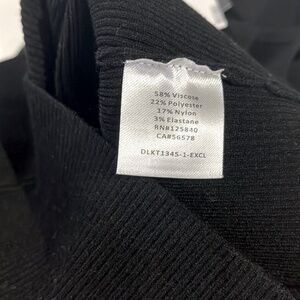 58% Viscose
22% Polyester
17% Nylon
3% Elastane
RN#125840
CA#56578
DLKT1345-1-EXCL